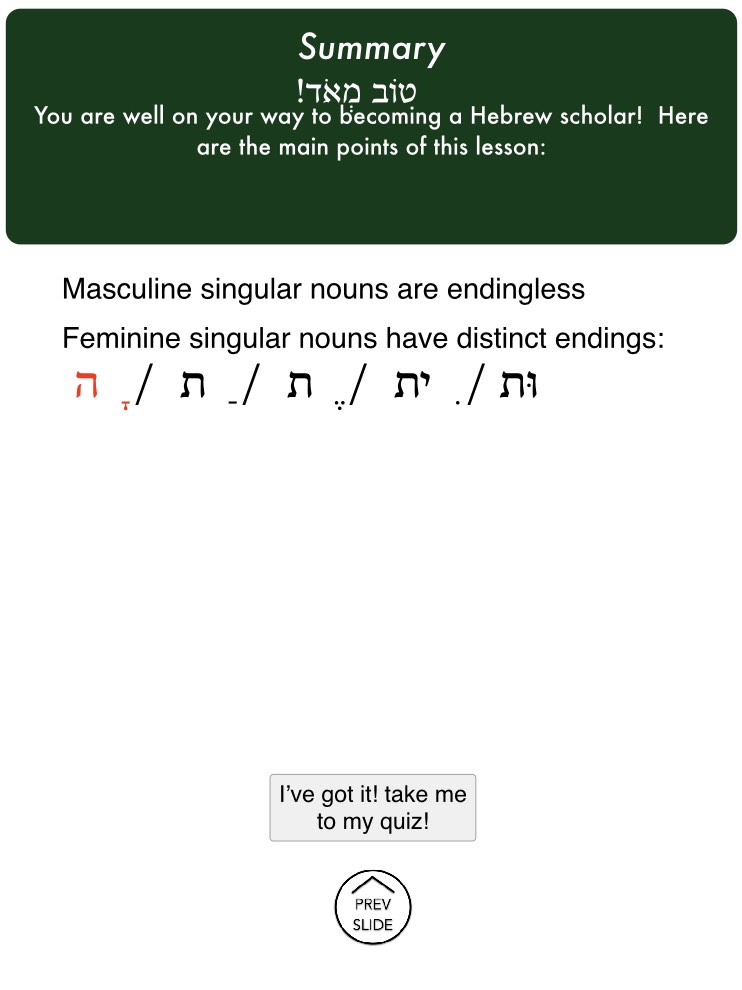 Summary
טוֹב מְאֹד!
You are well on your way to becoming a Hebrew scholar! Here
are the main points of this lesson:
Masculine singular nouns are endingless
Feminine singular nouns have distinct endings:
ָ ה / ַ ת / ֶ ת / ִ ית / וּת
I've got it! take me
to my quiz!
PREV
SLIDE